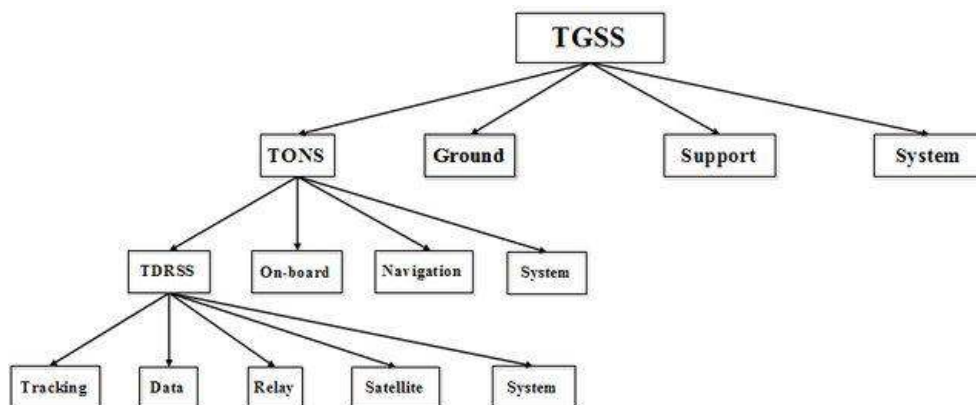 TGSS
TONS Ground Support System
TDRSS On-board Navigation System
Tracking Data Relay Satellite System